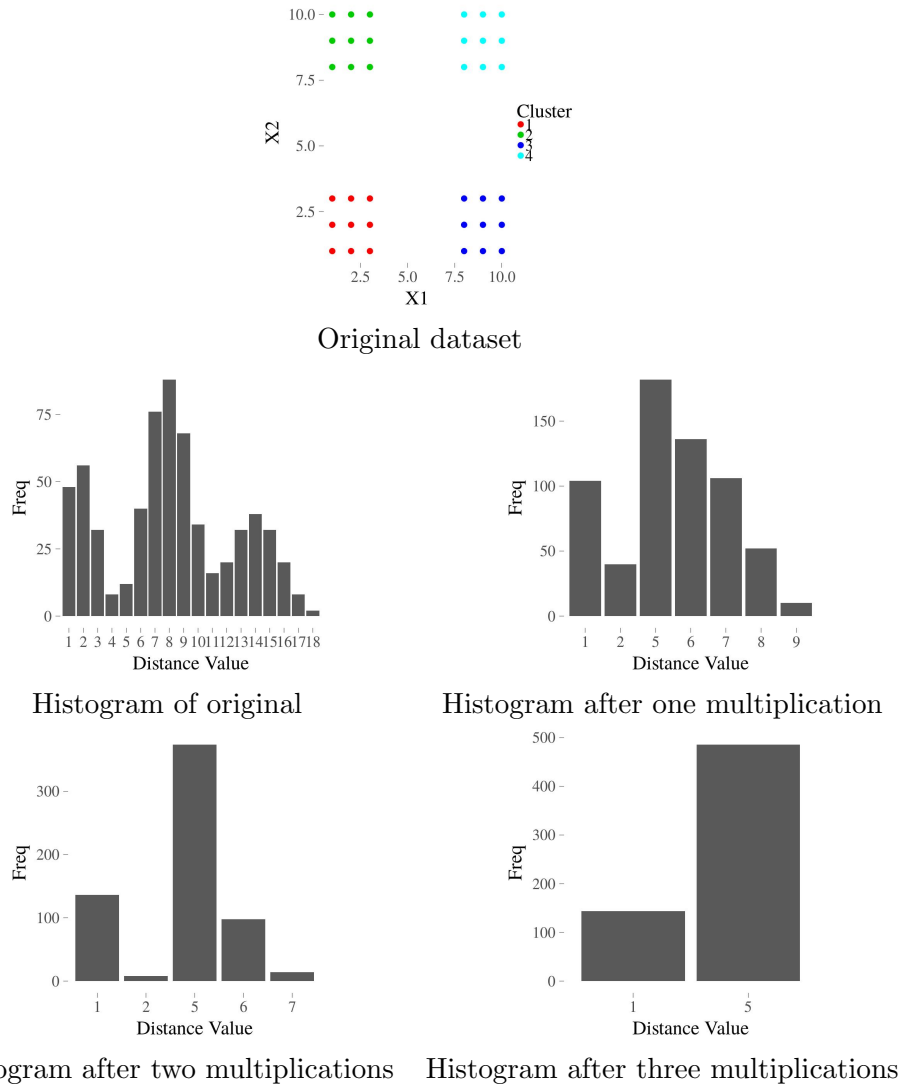 10.0
7.5
5.0
2.5
X2
2.5 5.0 7.5 10.0
X1
Cluster
1
2
3
4
Original dataset
75
50
25
0
Freq
1 2 3 4 5 6 7 8 9 10 11 12 13 14 15 16 17 18
Distance Value
Histogram of original
150
100
50
0
Freq
1 2 5 6 7 8 9
Distance Value
Histogram after one multiplication
300
200
100
0
Freq
1 2 5 6 7
Distance Value
ogram after two multiplications
500
400
300
200
100
0
Freq
1 5
Distance Value
Histogram after three multiplications